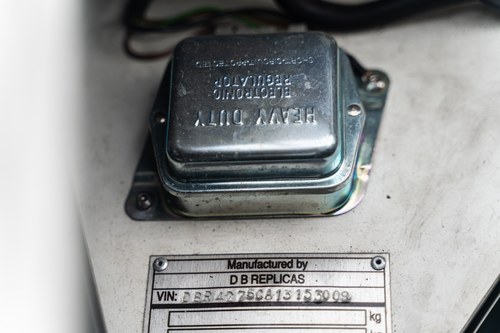 HEAVY DUTY
ELECTRONIC
REGULATOR
Manufactured by
D B REPLICAS
VIN:
kg